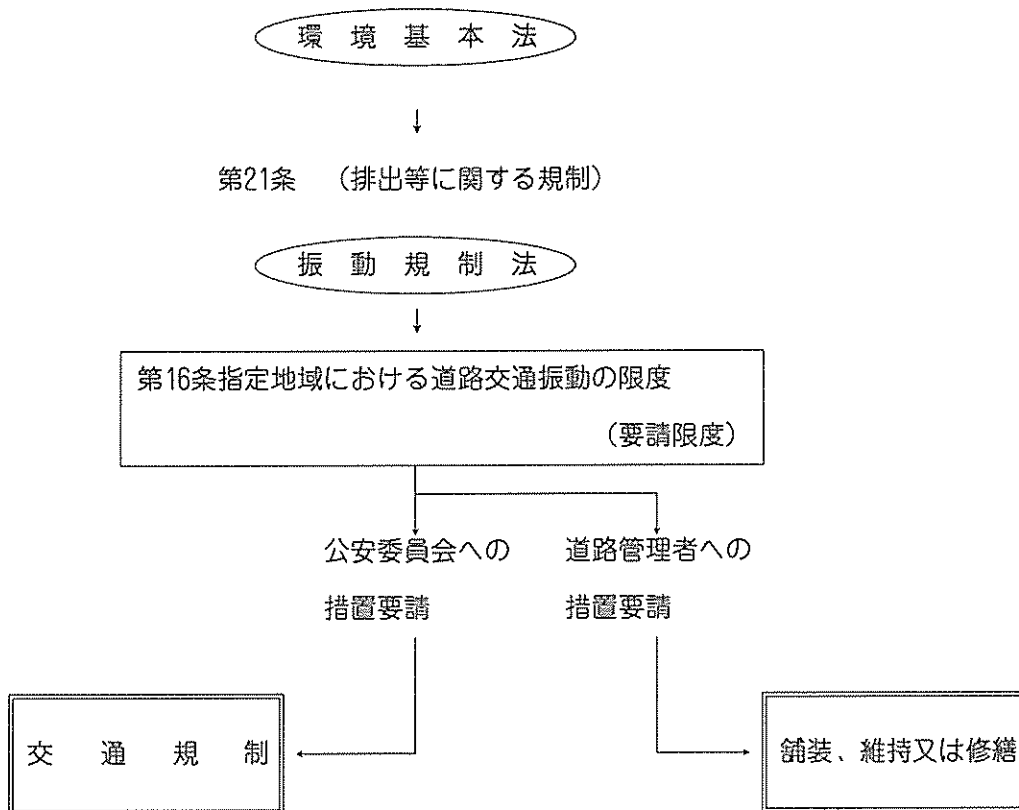 環境基本法
↓
第21条 （排出等に関する規制）
振動規制法
↓
第16条指定地域における道路交通振動の限度
（要請限度）
公安委員会への
措置要請
道路管理者への
措置要請
交通規制
舗装、維持又は修繕